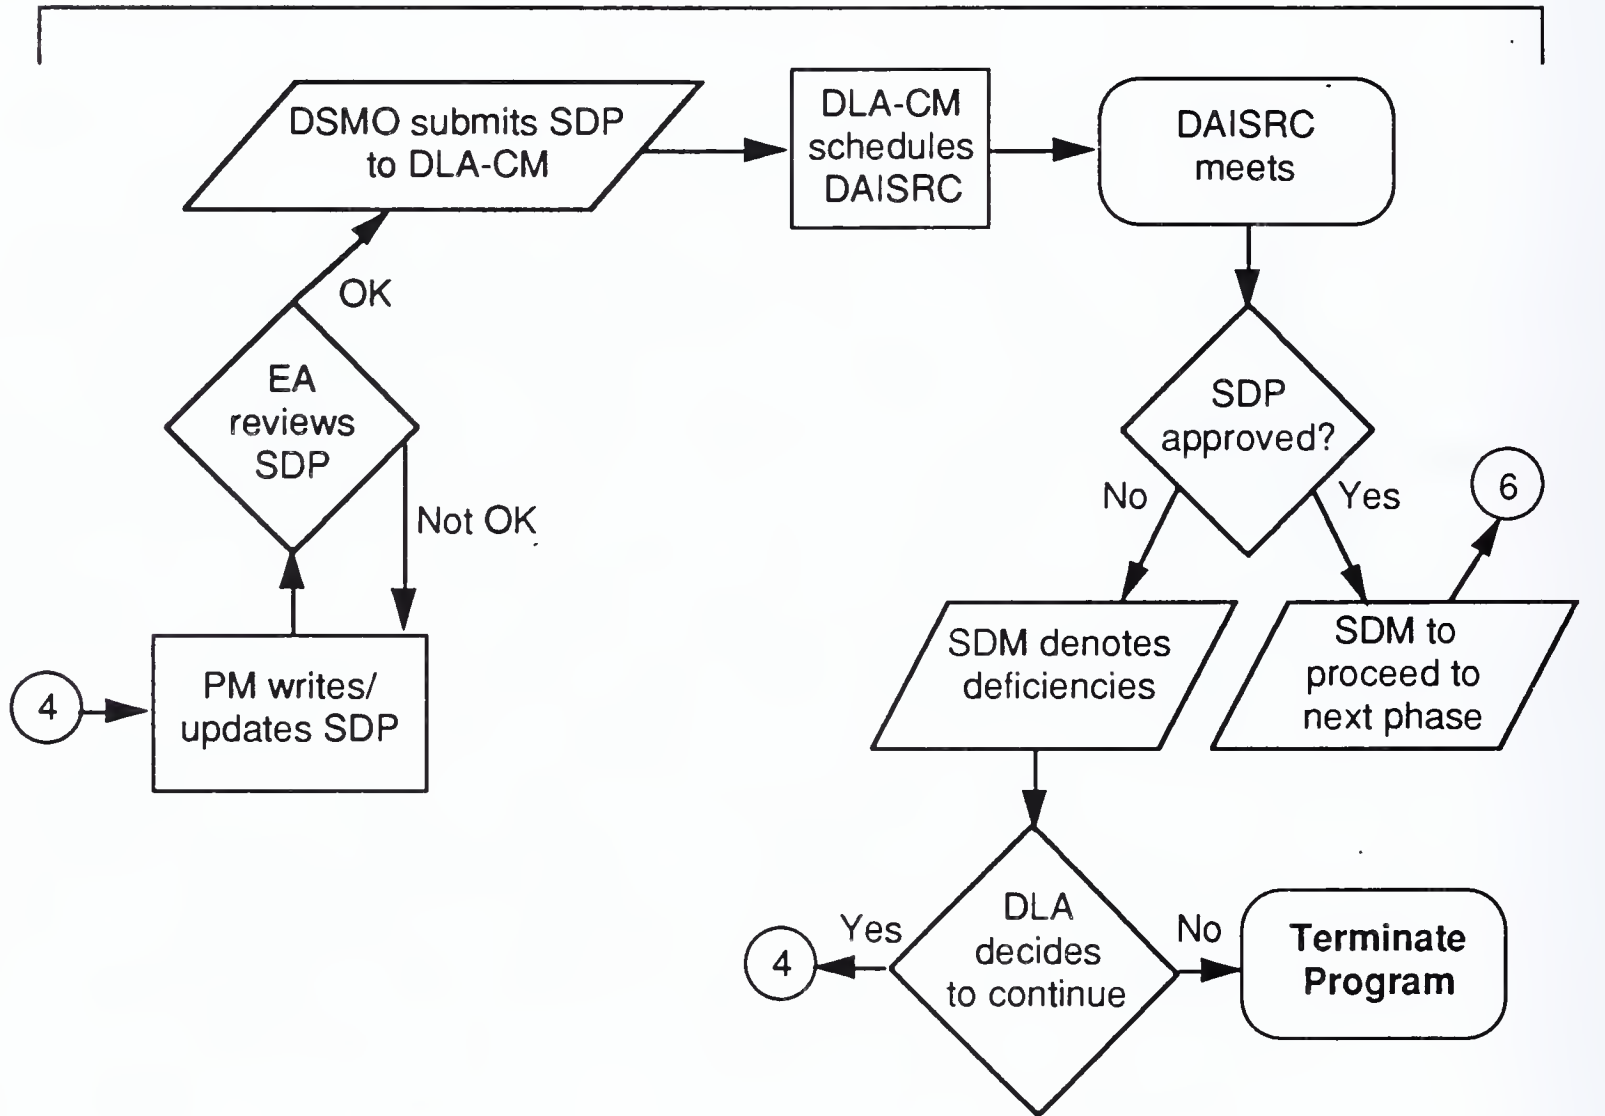 DSMO submits SDP
to DLA-CM
DLA-CM
schedules
DAISRC
DAISRC
meets
OK
EA
reviews
SDP
Not OK
4
PM writes/
updates SDP
SDP
approved?
No
Yes
6
SDM denotes
deficiencies
SDM to
proceed to
next phase
DLA
decides
to continue
Yes
4
No
Terminate
Program